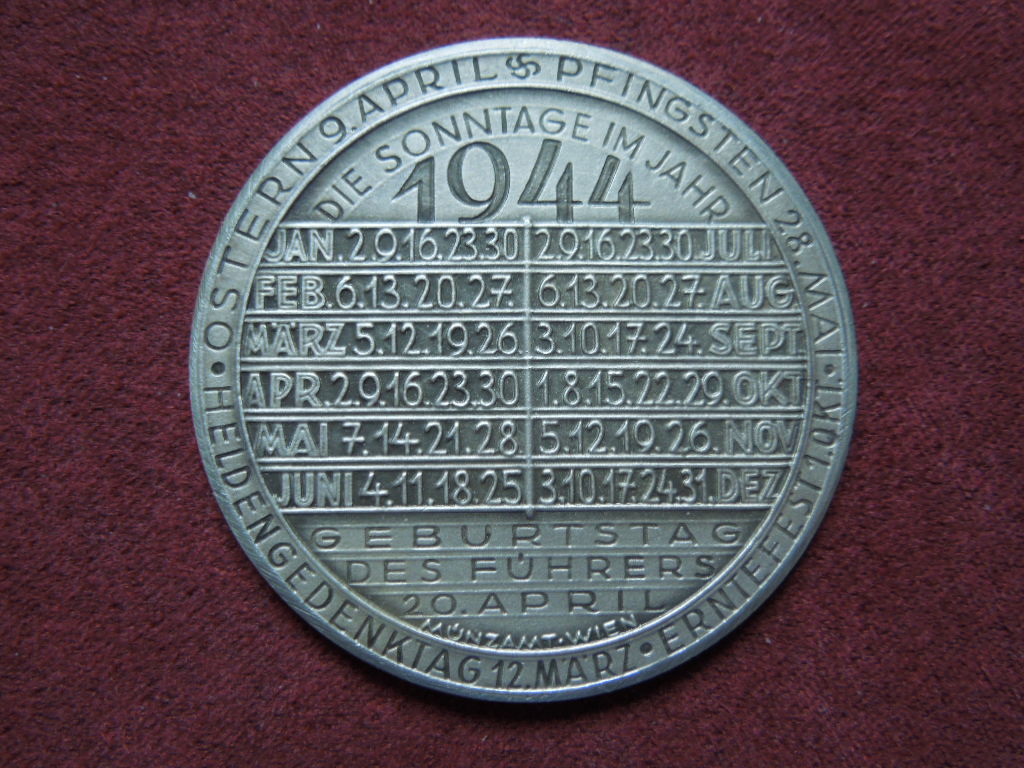 OSTERN 9. APRIL 卐 PFINGSTEN 28. MAI •
ERNTEFEST 1. OKT
HELDENGEDENKTAG 12. MÄRZ •
DIE SONNTAGE IM JAHR
1944
JAN. 2.9.16.23.30 2.9.16.23.30. JULI
FEB. 6.13.20.27. 6.13.20.27. AUG
MÄRZ 5.12.19.26. 3.10.17.24. SEPT
APR. 2.9.16.23.30 1.8.15.22.29. OKT
MAI 7.14.21.28 5.12.19.26. NOV
JUNI 4.11.18.25 3.10.17.24.31. DEZ
GEBURTSTAG
DES FÜHRERS
20. APRIL
MÜNZAMT·WIEN